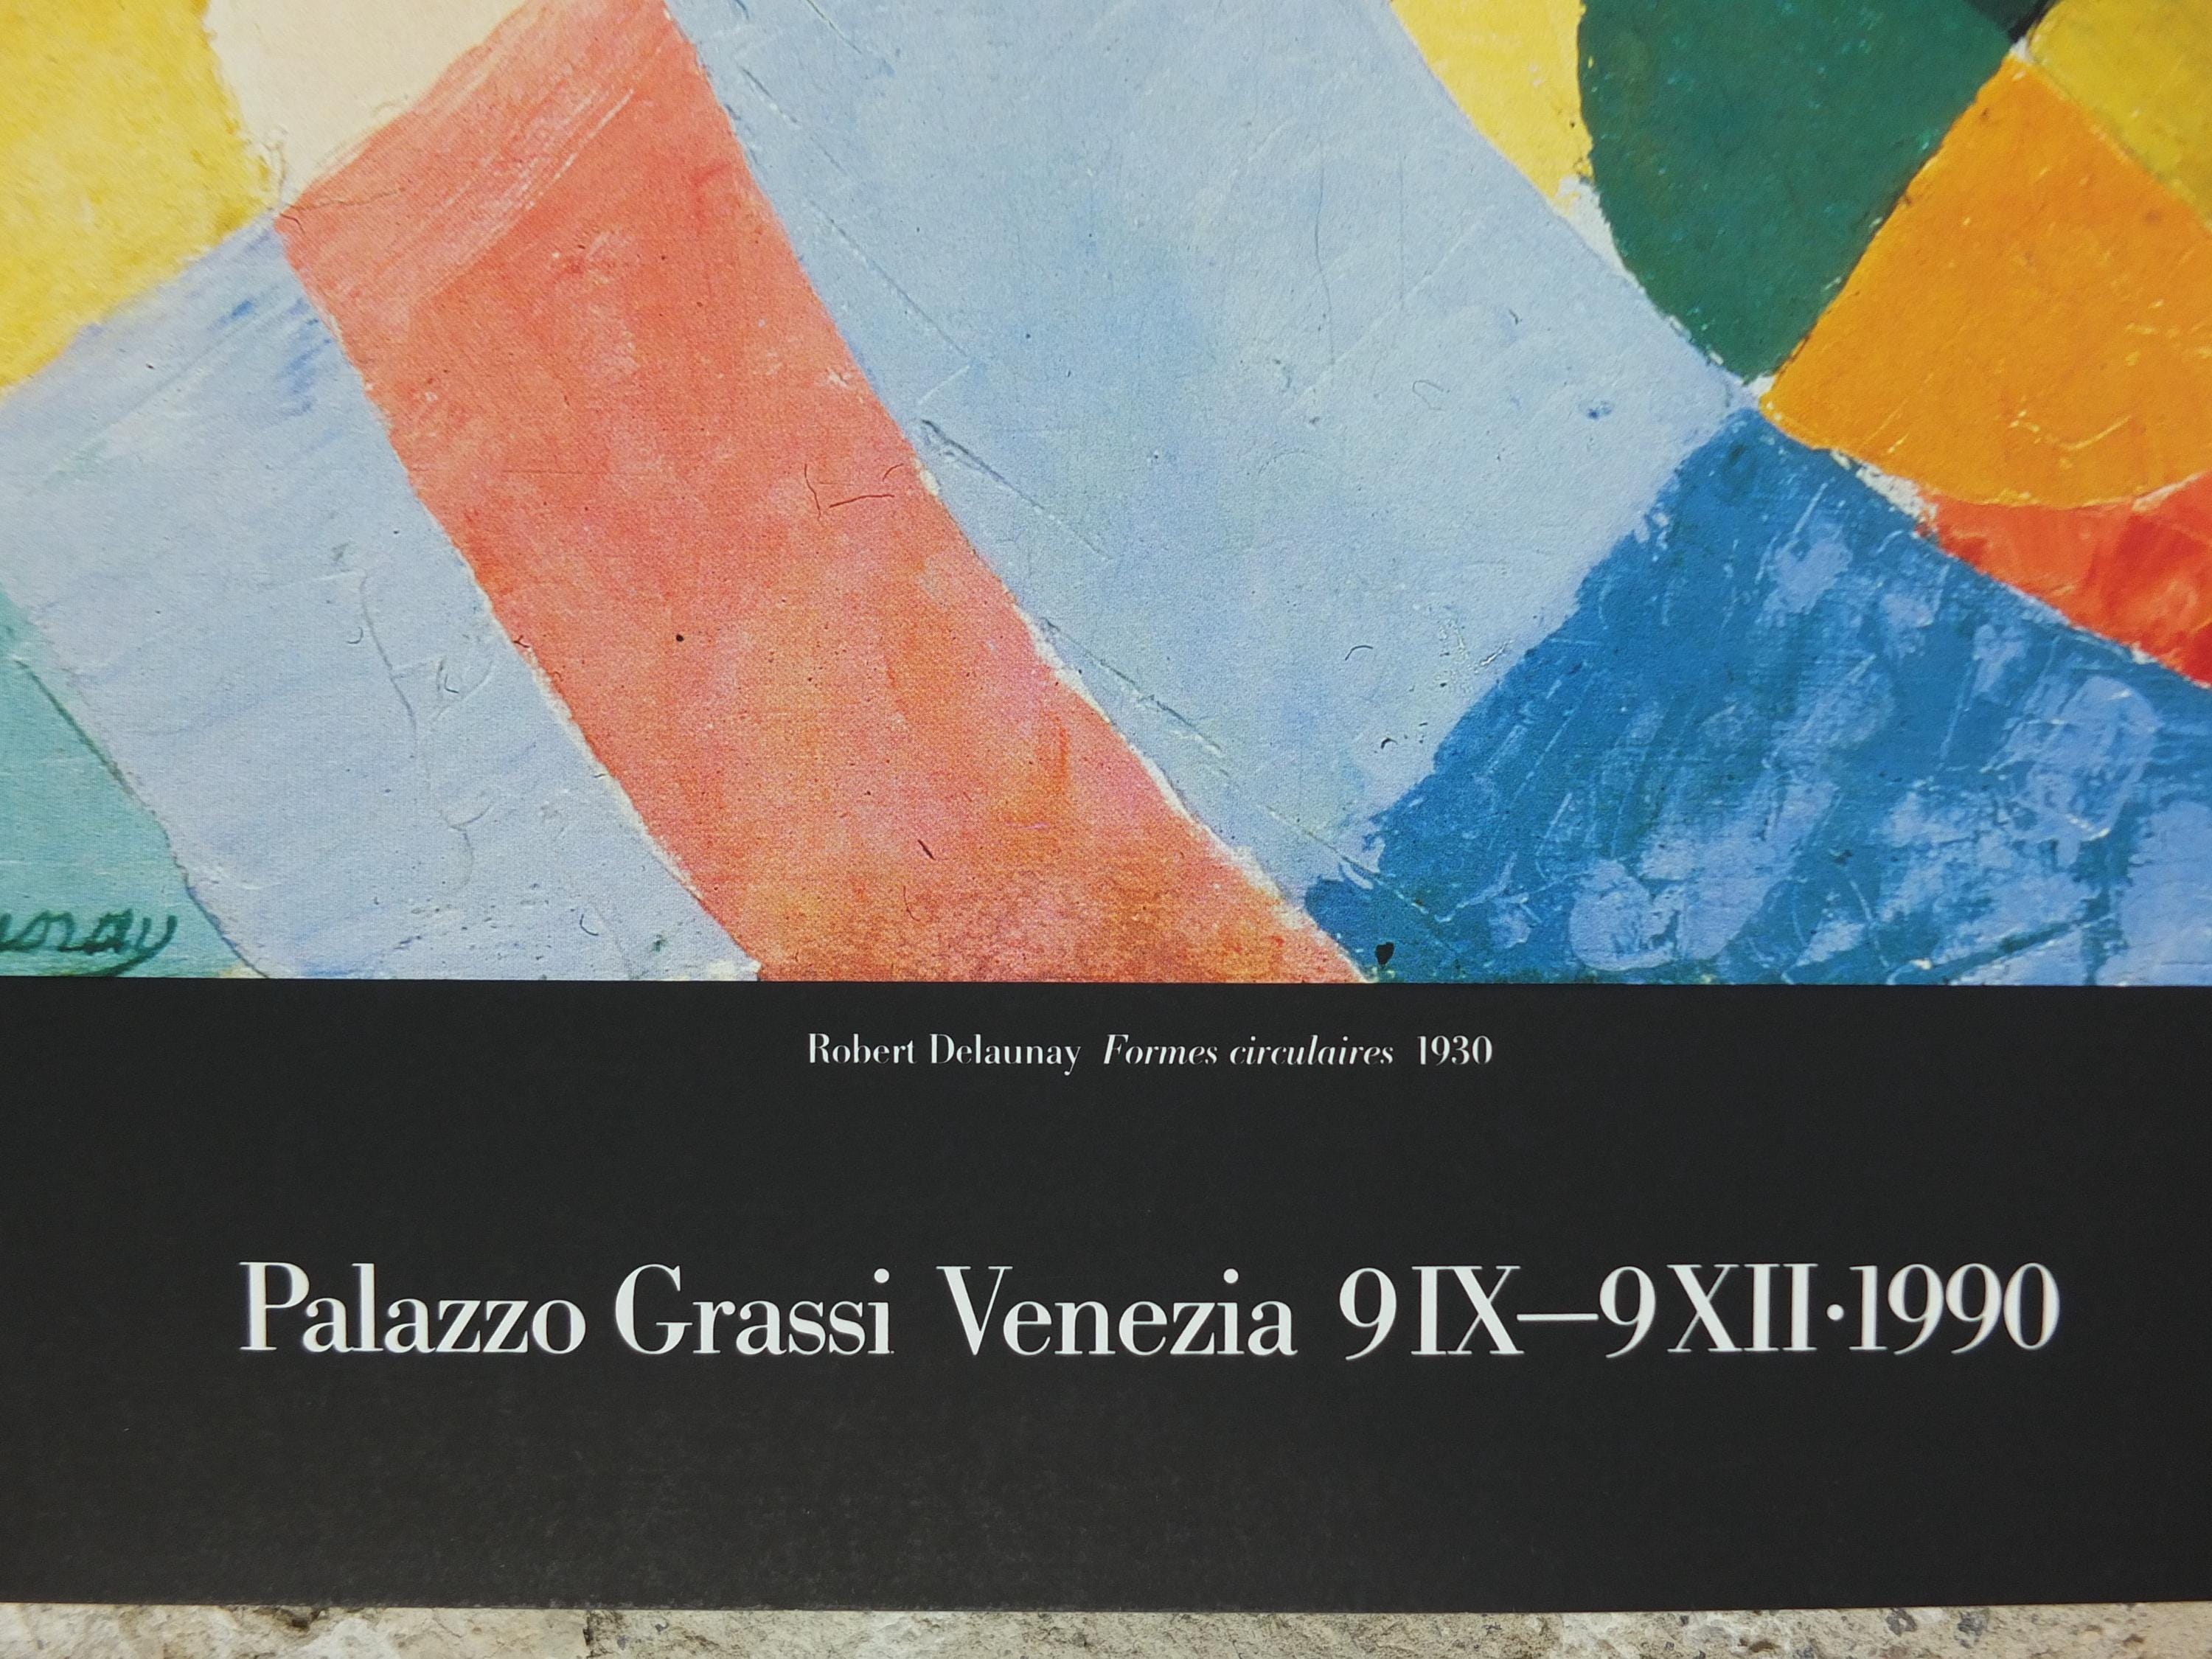 Robert Delaunay Formes circulaires 1930
Palazzo Grassi Venezia 9 IX—9 XII·1990